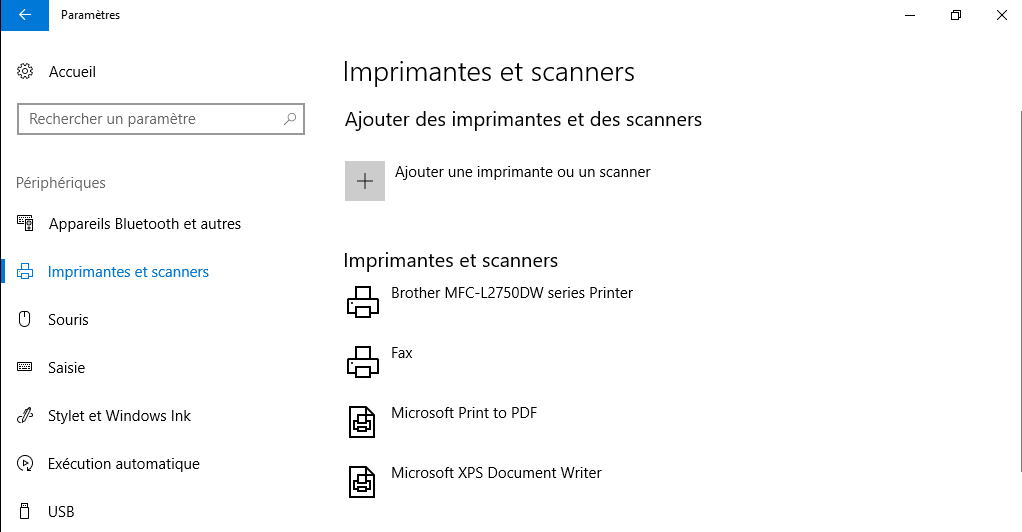 Paramètres
Accueil
Rechercher un paramètre
Périphériques
Appareils Bluetooth et autres
Imprimantes et scanners
Souris
Saisie
Stylet et Windows Ink
Exécution automatique
USB
Imprimantes et scanners
Ajouter des imprimantes et des scanners
Ajouter une imprimante ou un scanner
Imprimantes et scanners
Brother MFC-L2750DW series Printer
Fax
Microsoft Print to PDF
Microsoft XPS Document Writer